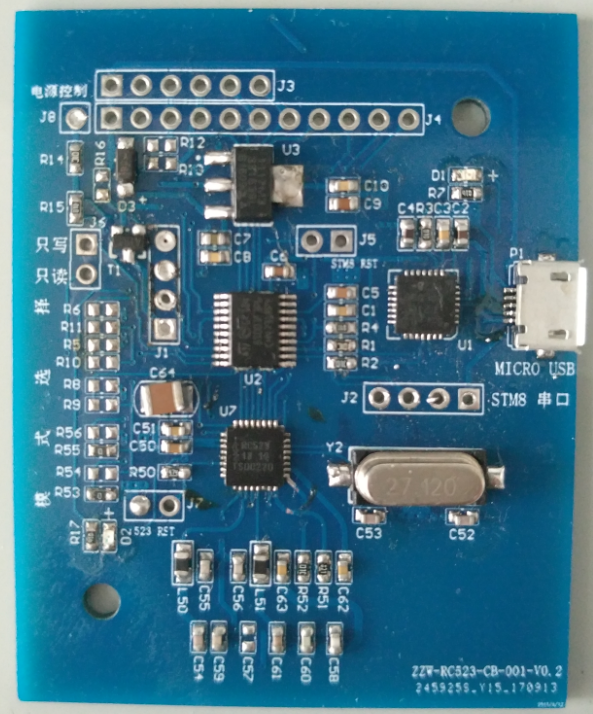 电源控制
J3
J8
J4
R14
R16
R12
R13
U3
D3
+
C10
C9
D1
+
R7
R15
J6
只写
只读
T1
C7
C8
C6
J5
STM8 RST
C4 R3 C3 C2
P1
U1
MICRO USB
择
选
式
模
R6
R11
R5
R10
R8
R9
J1
U2
C5
C1
R4
R1
R2
C64
U7
J2
STM8 串口
R56
R55
R54
R53
C51
C50
R50
Y2
27.120
C53
C52
R17
+
D2
523 RST
L50
C55
C56
L51
C63
R52
R51
C62
C54
C59
C57
C61
C60
C58
ZZW-RC523-CB-001-V0.2
245925S_Y15_170913